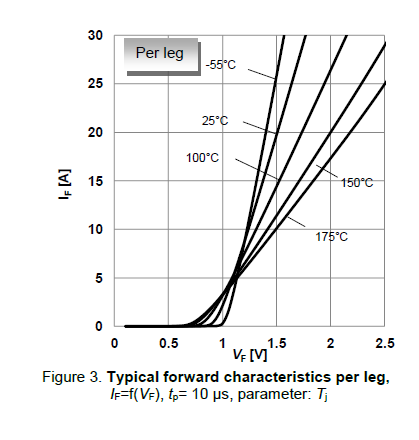 30
Per leg
-55°C
25
25°C
20
100°C
15
150°C
10
175°C
5
0
0 0.5 1 1.5 2 2.5
IF [A]
VF [V]
Figure 3. Typical forward characteristics per leg,
IF=f(VF), tp= 10 µs, parameter: Tj